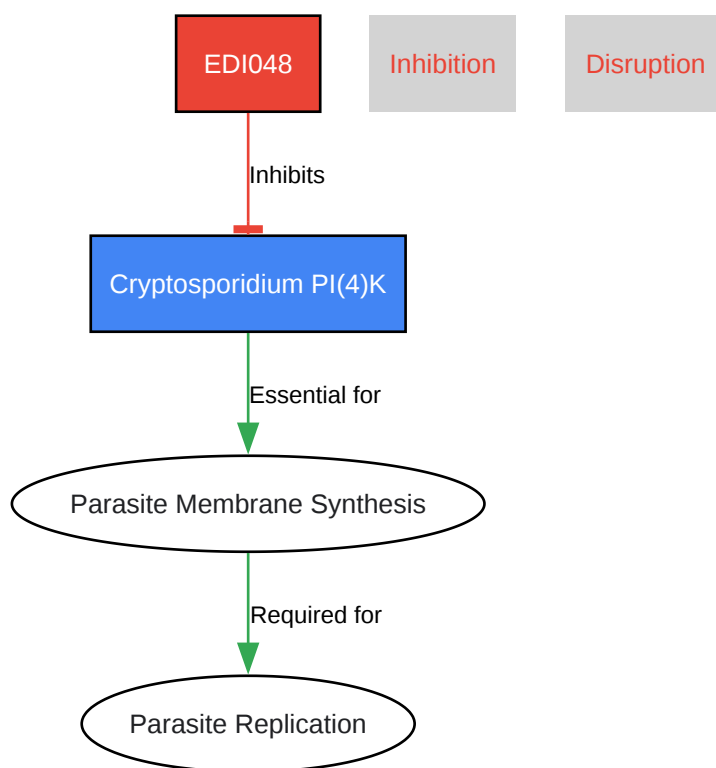 EDI048
Inhibition
Disruption
Inhibits
Cryptosporidium PI(4)K
Essential for
Parasite Membrane Synthesis
Required for
Parasite Replication